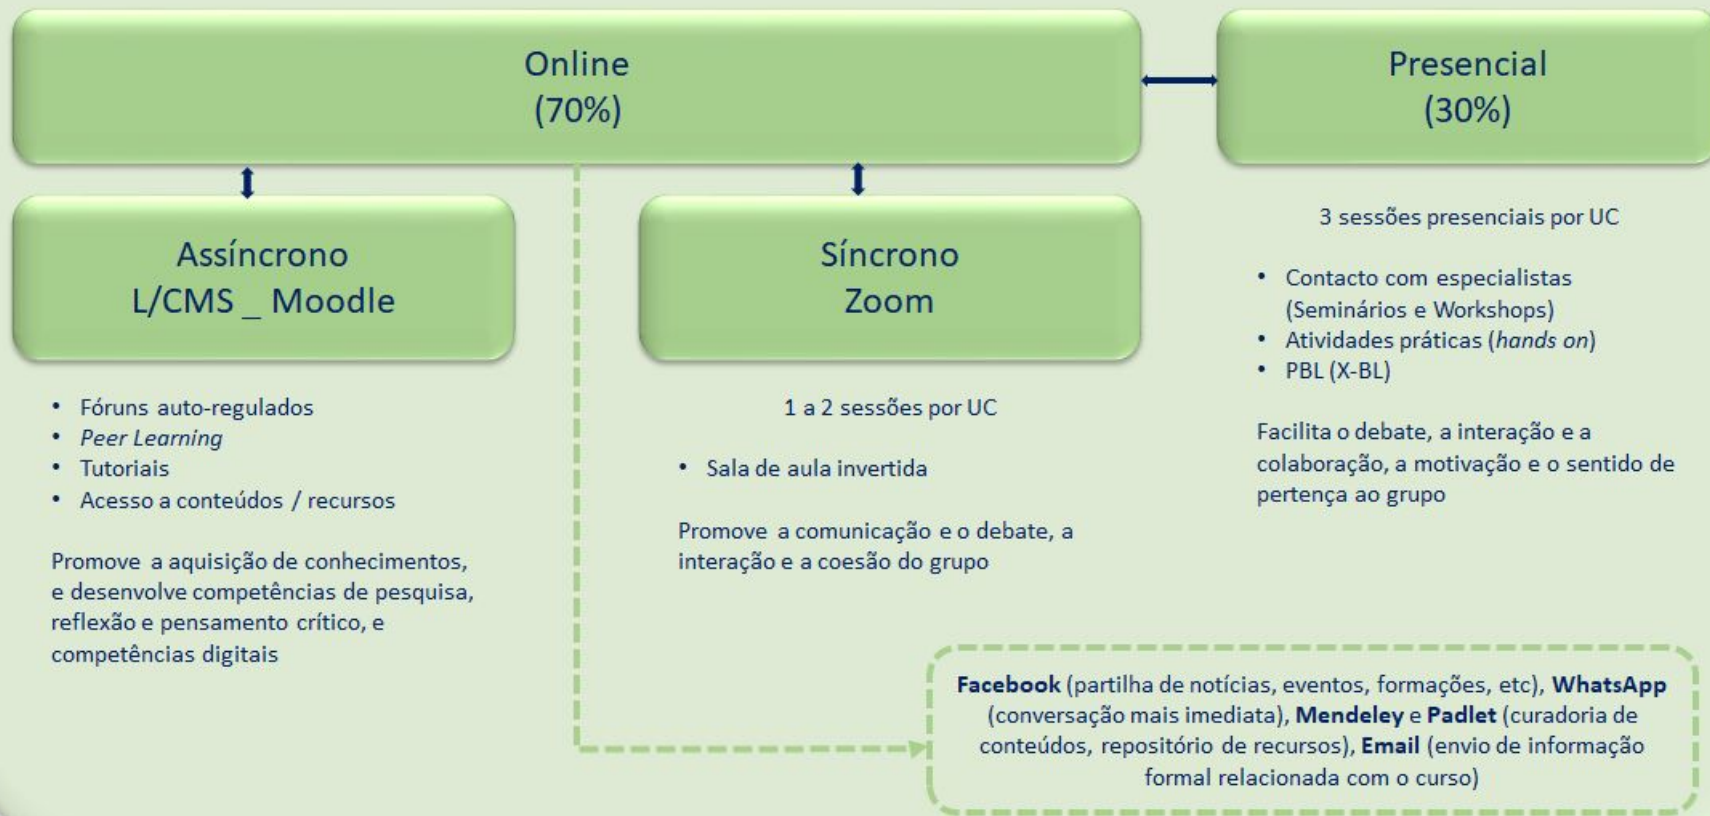 Online
(70%)
Presencial
(30%)
Assíncrono
L/CMS _ Moodle
• Fóruns auto-regulados
• Peer Learning
• Tutoriais
• Acesso a conteúdos / recursos
Promove a aquisição de conhecimentos,
e desenvolve competências de pesquisa,
reflexão e pensamento crítico, e
competências digitais
Síncrono
Zoom
1 a 2 sessões por UC
• Sala de aula invertida
Promove a comunicação e o debate, a
interação e a coesão do grupo
3 sessões presenciais por UC
• Contacto com especialistas
(Seminários e Workshops)
• Atividades práticas (hands on)
• PBL (X-BL)
Facilita o debate, a interação e a
colaboração, a motivação e o sentido de
pertença ao grupo
Facebook (partilha de notícias, eventos, formações, etc), WhatsApp
(conversação mais imediata), Mendeley e Padlet (curadoria de
conteúdos, repositório de recursos), Email (envio de informação
formal relacionada com o curso)